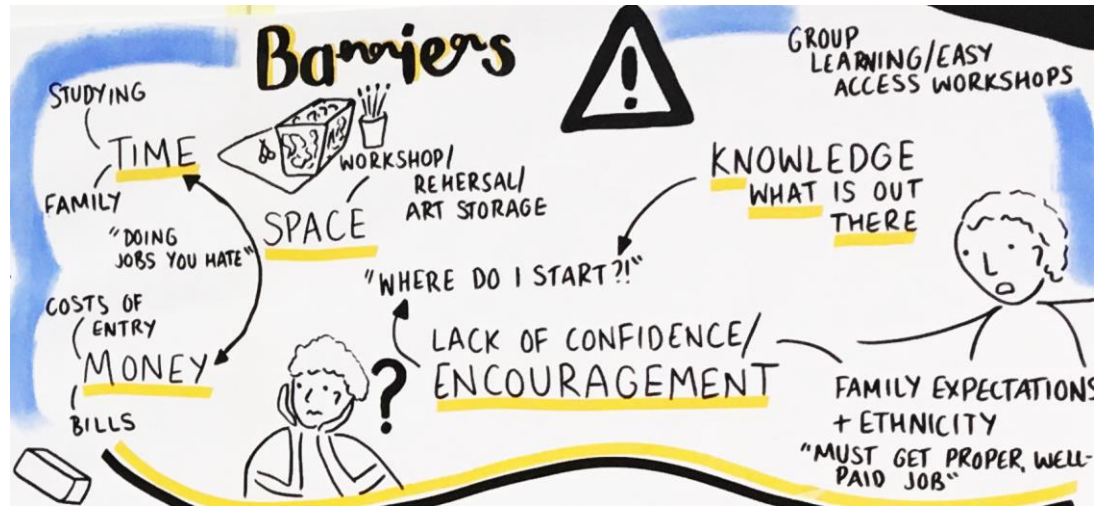 Barriers
STUDYING
TIME
FAMILY
"DOING
JOBS YOU HATE"
COSTS OF
ENTRY
MONEY
BILLS
WORKSHOP/
REHERSAL/
ART STORAGE
SPACE
!
GROUP
LEARNING/EASY
ACCESS WORKSHOPS
KNOWLEDGE
WHAT IS OUT
THERE
"WHERE DO I START?!"
?
LACK OF CONFIDENCE/
ENCOURAGEMENT
FAMILY EXPECTATIONS
+ ETHNICITY
"MUST GET PROPER, WELL-
PAID JOB"